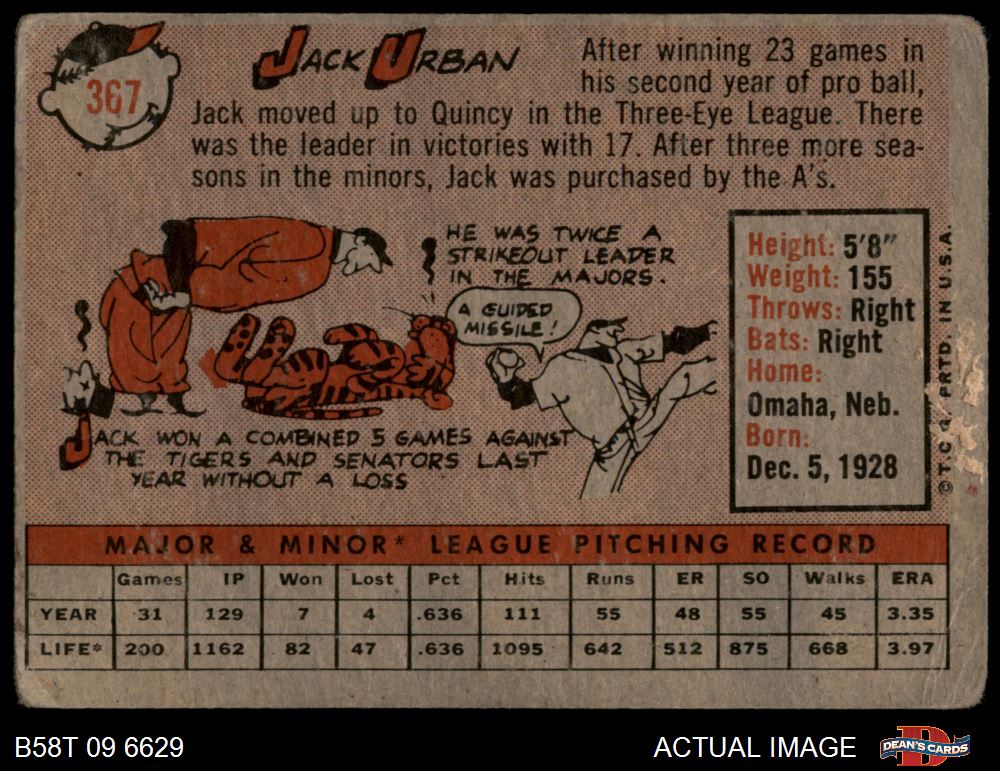 367
JACK URBAN
After winning 23 games in
his second year of pro ball,
Jack moved up to Quincy in the Three-Eye League. There
was the leader in victories with 17. After three more sea-
sons in the minors, Jack was purchased by the A's.
HE WAS TWICE A
STRIKEOUT LEADER
IN THE MAJORS.
A GUIDED
MISSILE!
JACK WON A COMBINED 5 GAMES AGAINST
THE TIGERS AND SENATORS LAST
YEAR WITHOUT A LOSS
Height: 5'8"
Weight: 155
Throws: Right
Bats: Right
Home:
Omaha, Neb.
Born:
Dec. 5, 1928
© T.C.G. PRTD. IN U.S.A.
MAJOR & MINOR* LEAGUE PITCHING RECORD
Games IP Won Lost Pct Hits Runs ER SO Walks ERA
YEAR 31 129 7 4 .636 111 55 48 55 45 3.35
LIFE* 200 1162 82 47 .636 1095 642 512 875 668 3.97
B58T 09 6629
ACTUAL IMAGE
DEAN'S CARDS